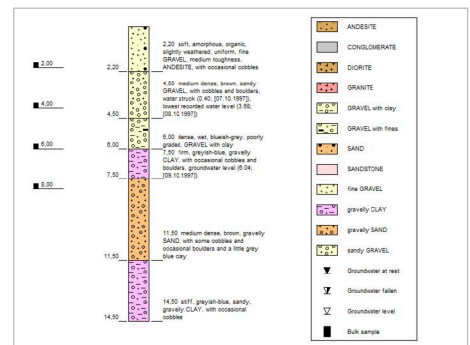 2,20 soft, amorphous, organic,
slightly weathered, uniform, fine
GRAVEL, medium toughness,
ANDESITE, with occasional cobbles
2,00
2,20
4,50 medium dense, brown, sandy
GRAVEL, with cobbles and boulders,
water struck (0.40; [07.10.1997]),
lowest recorded water level (3.68;
[08.10.1997])
4,00
4,50
6,00 dense, wet, blueish-grey, poorly
graded, GRAVEL with clay
6,00
6,00
7,50 firm, greyish-blue, gravelly
CLAY, with occasional cobbles and
boulders, groundwater level (6.04;
[09.10.1997])
7,50
8,00
11,50 medium dense, brown, gravelly
SAND, with some cobbles and
occasional boulders and a little grey
blue clay
11,50
14,50 stiff, greyish-blue, sandy,
gravelly CLAY, with occasional
cobbles
14,50
ANDESITE
CONGLOMERATE
DIORITE
GRANITE
GRAVEL with clay
GRAVEL with fines
SAND
SANDSTONE
fine GRAVEL
gravelly CLAY
gravelly SAND
sandy GRAVEL
Groundwater at rest
Groundwater fallen
Groundwater level
Bulk sample